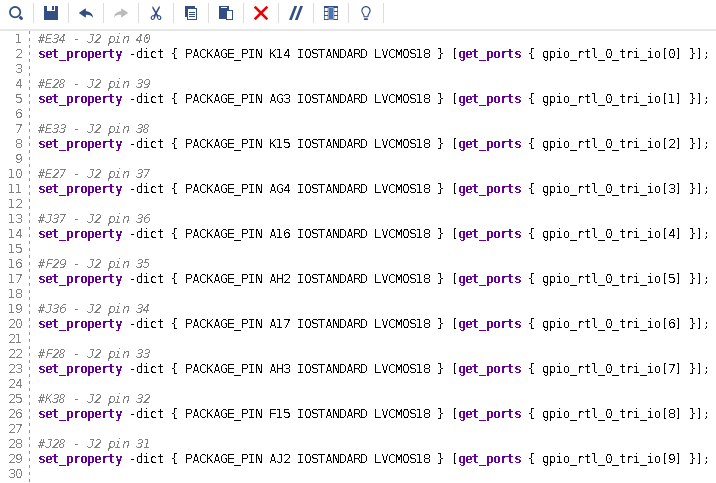 1 #E34 - J2 pin 40
2 set_property -dict { PACKAGE_PIN K14 IOSTANDARD LVCMOS18 } [get_ports { gpio_rtl_0_tri_io[0] }];
3
4 #E28 - J2 pin 39
5 set_property -dict { PACKAGE_PIN AG3 IOSTANDARD LVCMOS18 } [get_ports { gpio_rtl_0_tri_io[1] }];
6
7 #E33 - J2 pin 38
8 set_property -dict { PACKAGE_PIN K15 IOSTANDARD LVCMOS18 } [get_ports { gpio_rtl_0_tri_io[2] }];
9
10 #E27 - J2 pin 37
11 set_property -dict { PACKAGE_PIN AG4 IOSTANDARD LVCMOS18 } [get_ports { gpio_rtl_0_tri_io[3] }];
12
13 #J37 - J2 pin 36
14 set_property -dict { PACKAGE_PIN A16 IOSTANDARD LVCMOS18 } [get_ports { gpio_rtl_0_tri_io[4] }];
15
16 #F29 - J2 pin 35
17 set_property -dict { PACKAGE_PIN AH2 IOSTANDARD LVCMOS18 } [get_ports { gpio_rtl_0_tri_io[5] }];
18
19 #J36 - J2 pin 34
20 set_property -dict { PACKAGE_PIN A17 IOSTANDARD LVCMOS18 } [get_ports { gpio_rtl_0_tri_io[6] }];
21
22 #F28 - J2 pin 33
23 set_property -dict { PACKAGE_PIN AH3 IOSTANDARD LVCMOS18 } [get_ports { gpio_rtl_0_tri_io[7] }];
24
25 #K38 - J2 pin 32
26 set_property -dict { PACKAGE_PIN F15 IOSTANDARD LVCMOS18 } [get_ports { gpio_rtl_0_tri_io[8] }];
27
28 #J28 - J2 pin 31
29 set_property -dict { PACKAGE_PIN AJ2 IOSTANDARD LVCMOS18 } [get_ports { gpio_rtl_0_tri_io[9] }];
30